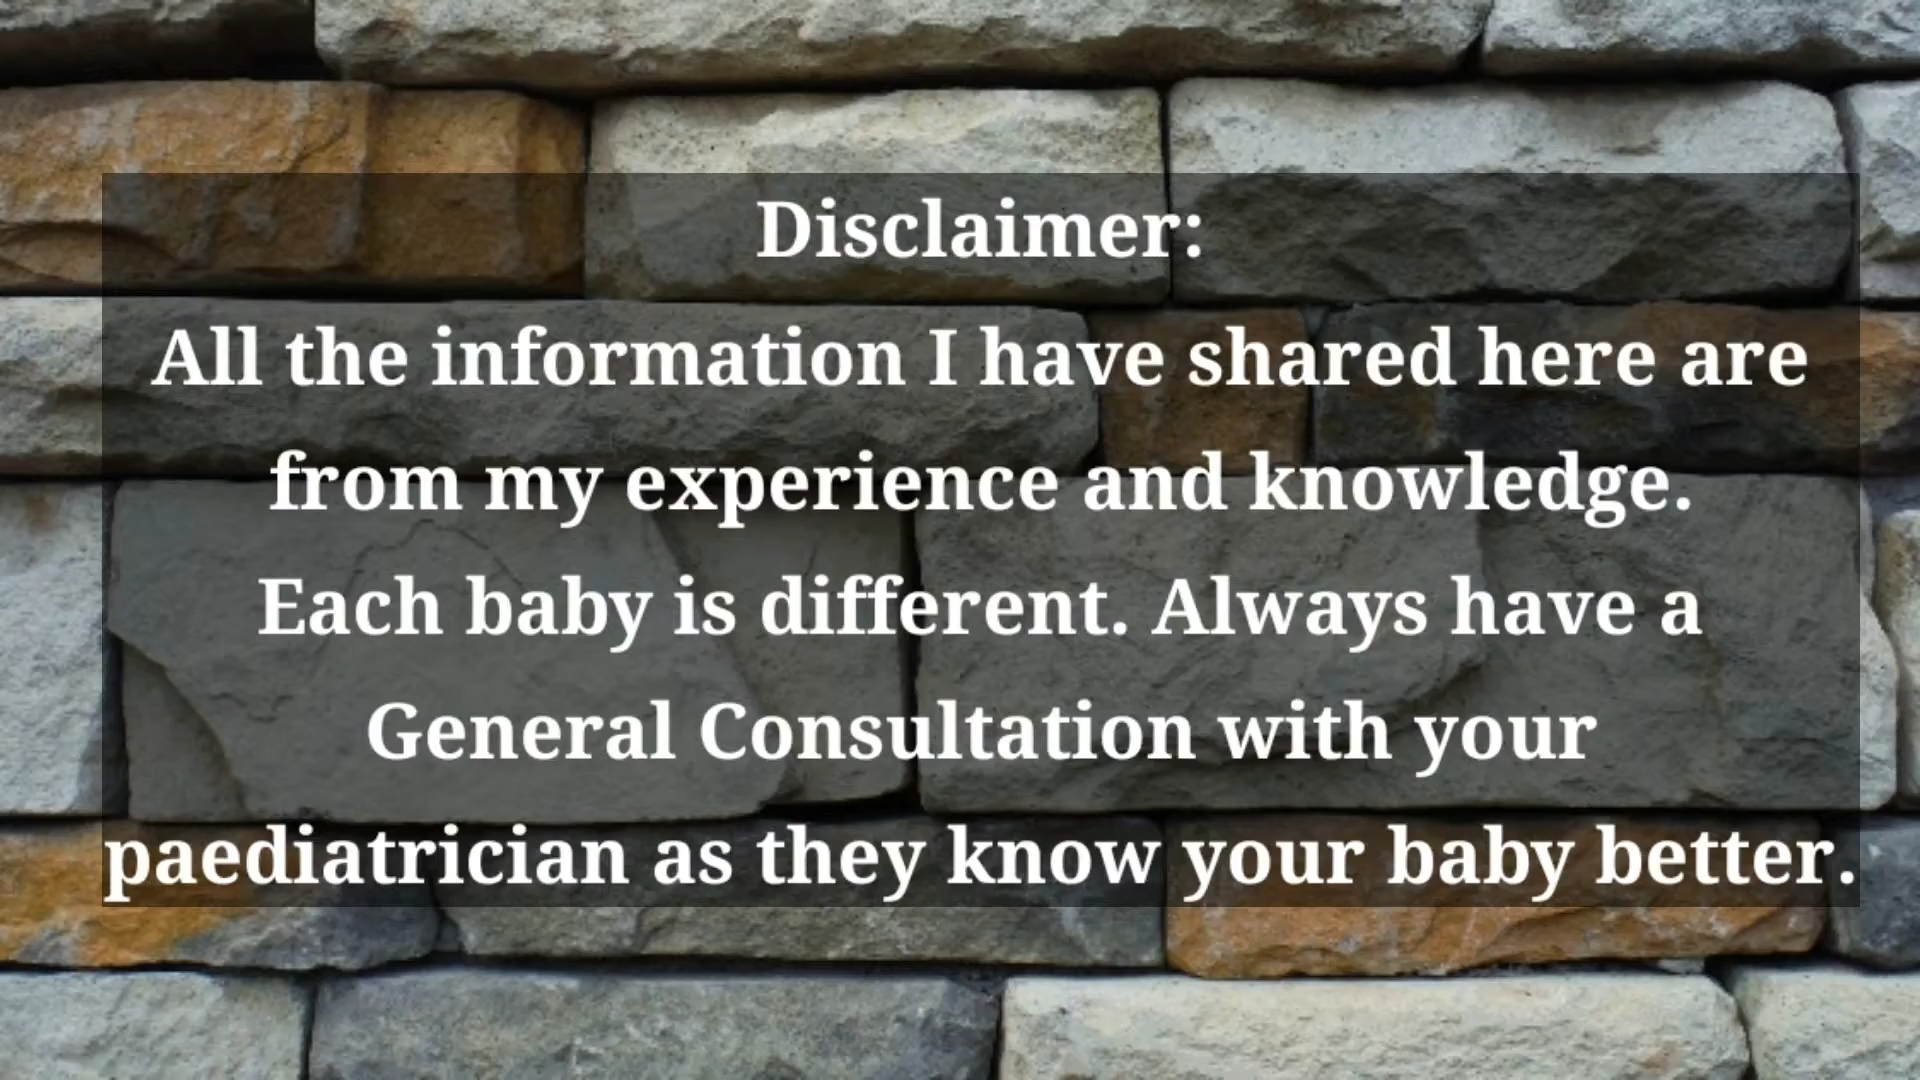 Disclaimer:
All the information I have shared here are
from my experience and knowledge.
Each baby is different. Always have a
General Consultation with your
paediatrician as they know your baby better.